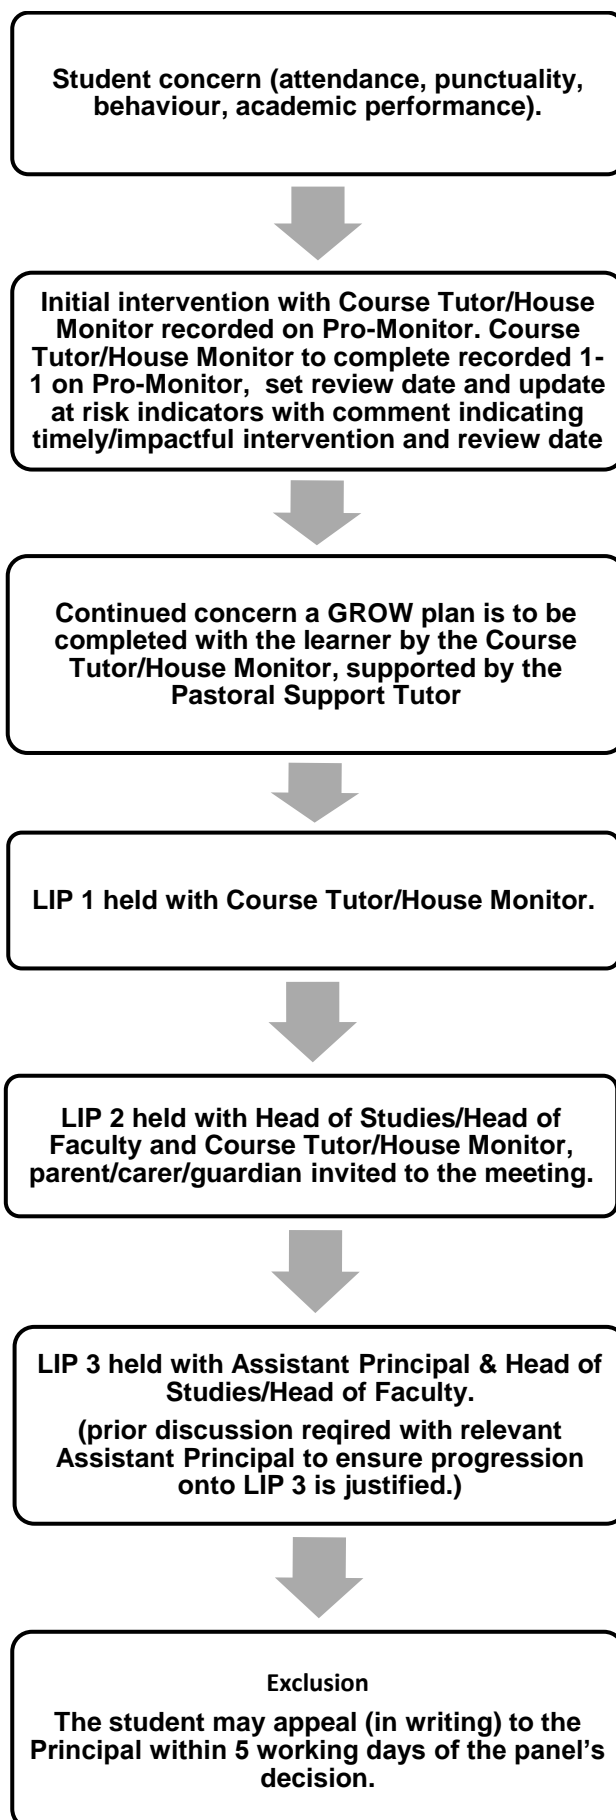 Student concern (attendance, punctuality,
behaviour, academic performance).
Initial intervention with Course Tutor/House
Monitor recorded on Pro-Monitor. Course
Tutor/House Monitor to complete recorded 1-
1 on Pro-Monitor, set review date and update
at risk indicators with comment indicating
timely/impactful intervention and review date
Continued concern a GROW plan is to be
completed with the learner by the Course
Tutor/House Monitor, supported by the
Pastoral Support Tutor
LIP 1 held with Course Tutor/House Monitor.
LIP 2 held with Head of Studies/Head of
Faculty and Course Tutor/House Monitor,
parent/carer/guardian invited to the meeting.
LIP 3 held with Assistant Principal & Head of
Studies/Head of Faculty.
(prior discussion reqired with relevant
Assistant Principal to ensure progression
onto LIP 3 is justified.)
Exclusion
The student may appeal (in writing) to the
Principal within 5 working days of the panel's
decision.